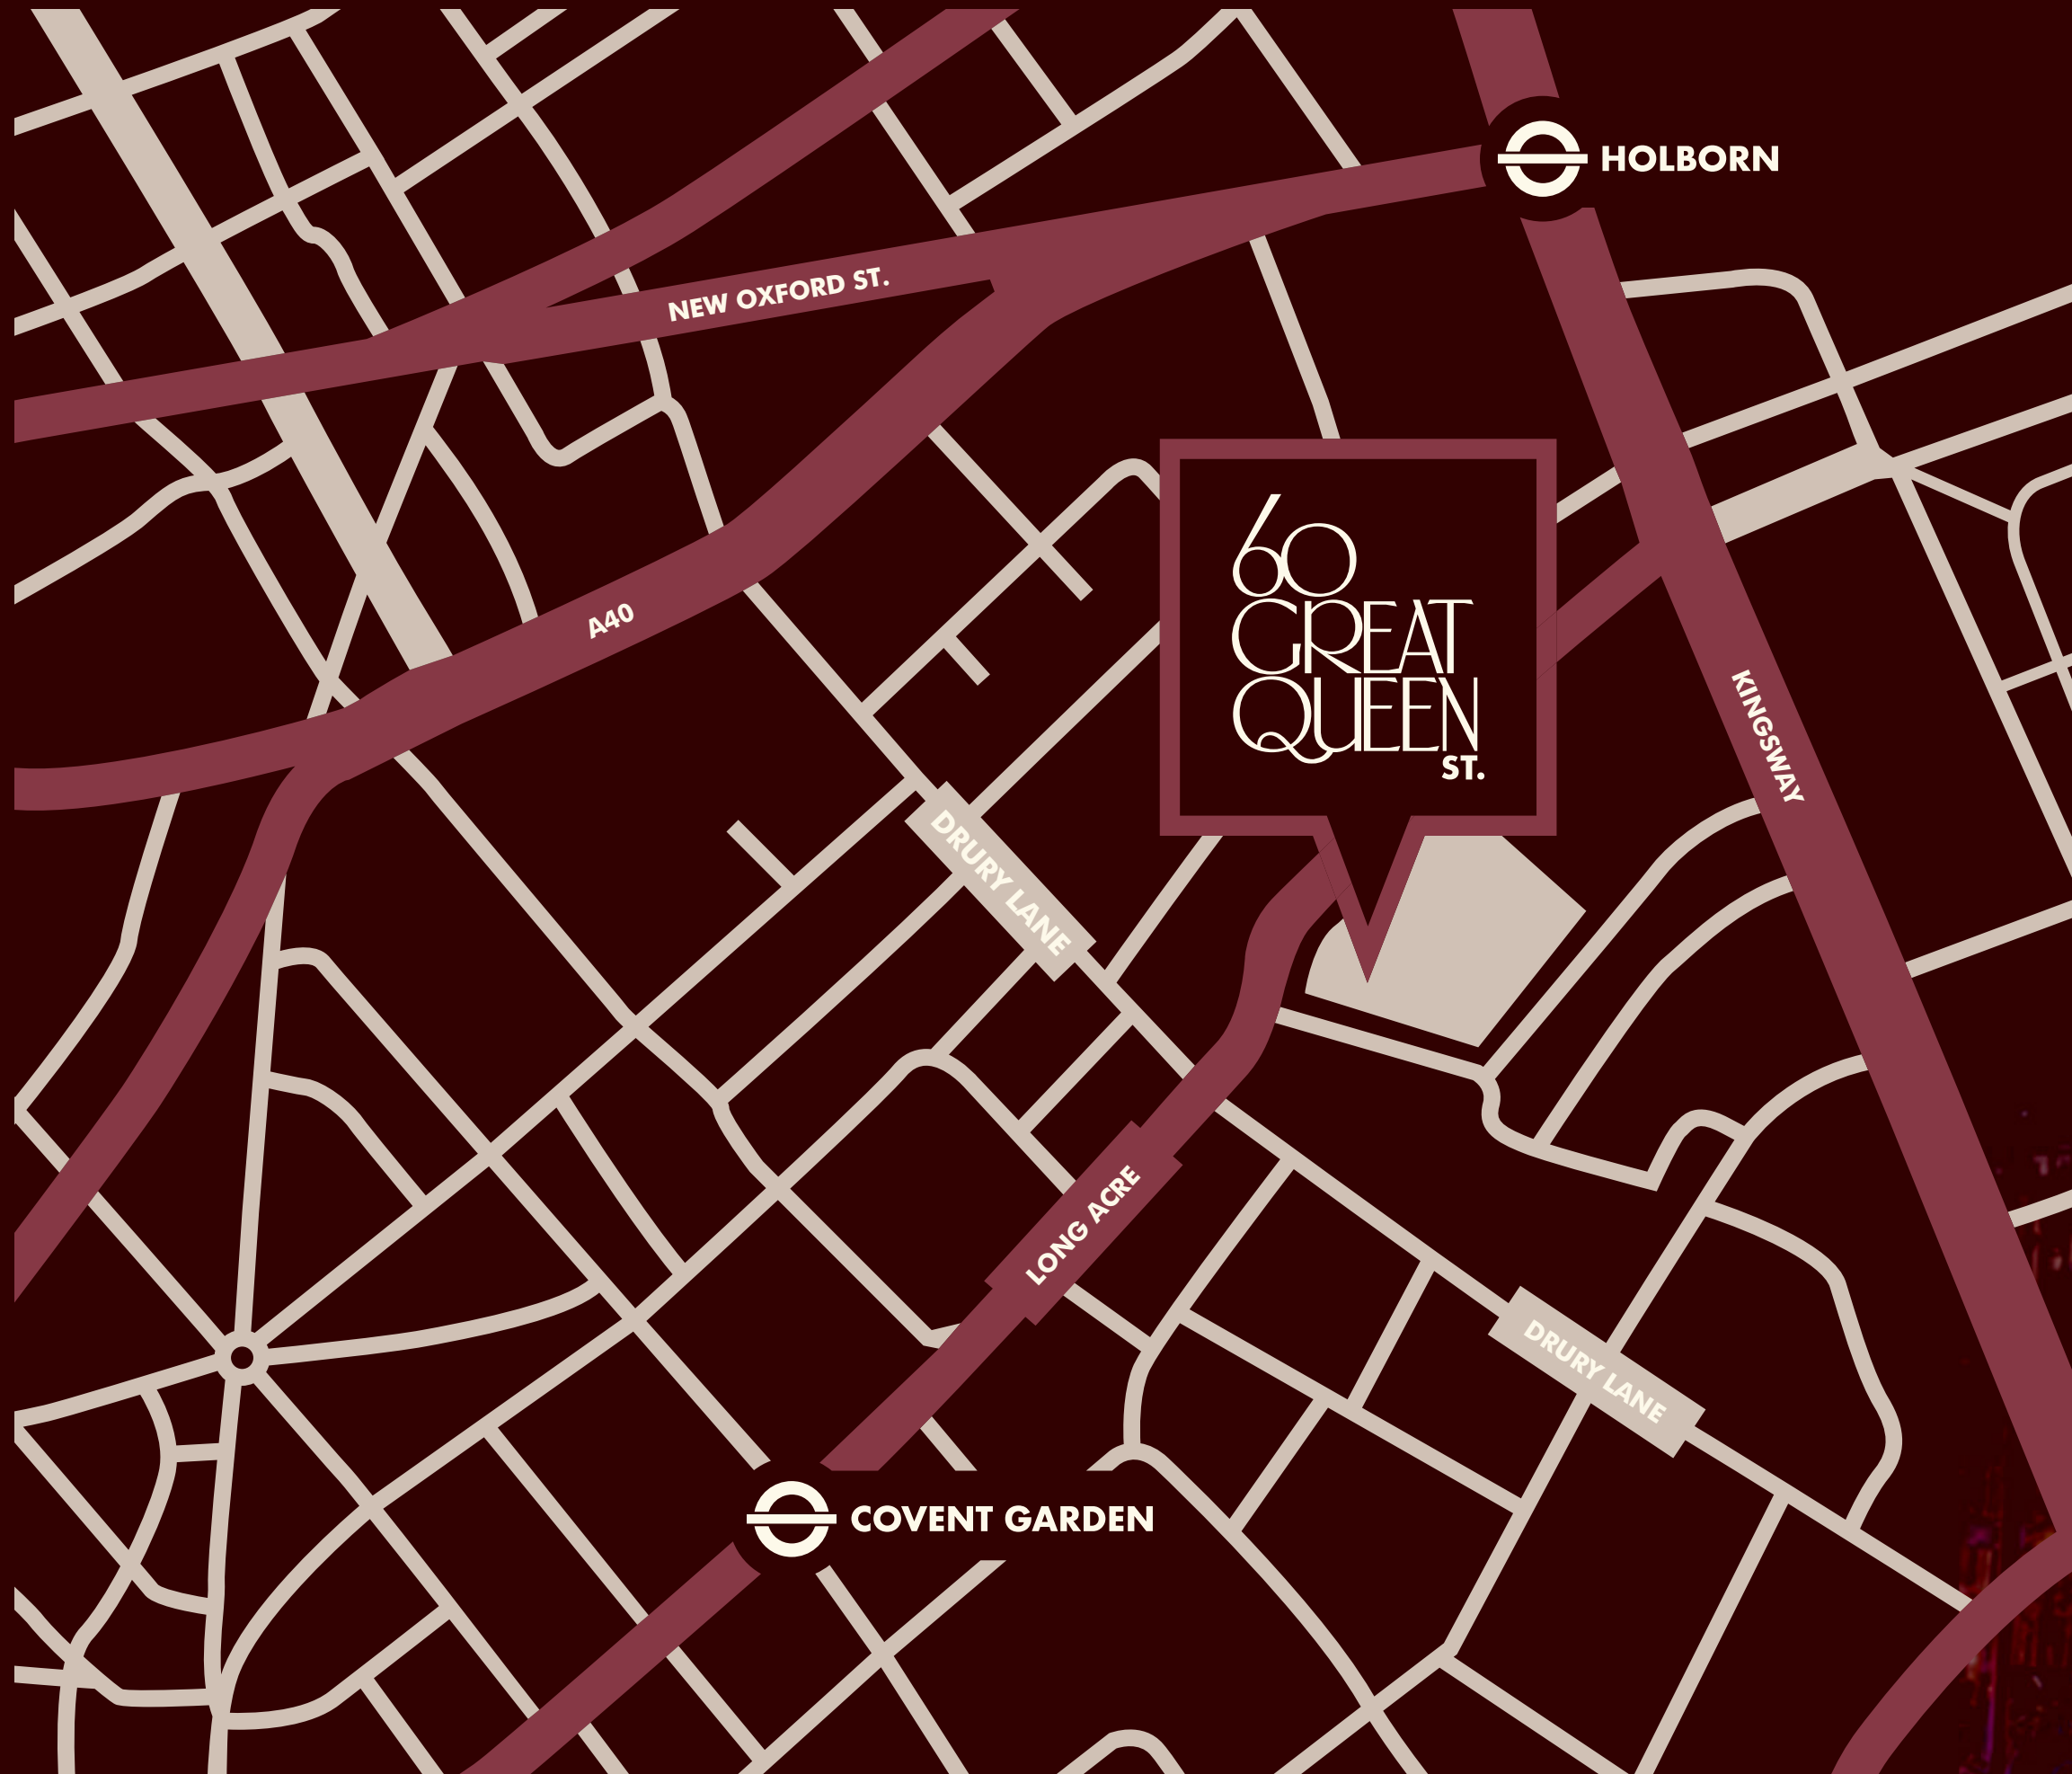 HOLBORN
NEW OXFORD ST.
60
GREAT
QUEEN
ST.
A40
KINGSWAY
DRURY LANE
LONG ACRE
DRURY LANE
COVENT GARDEN